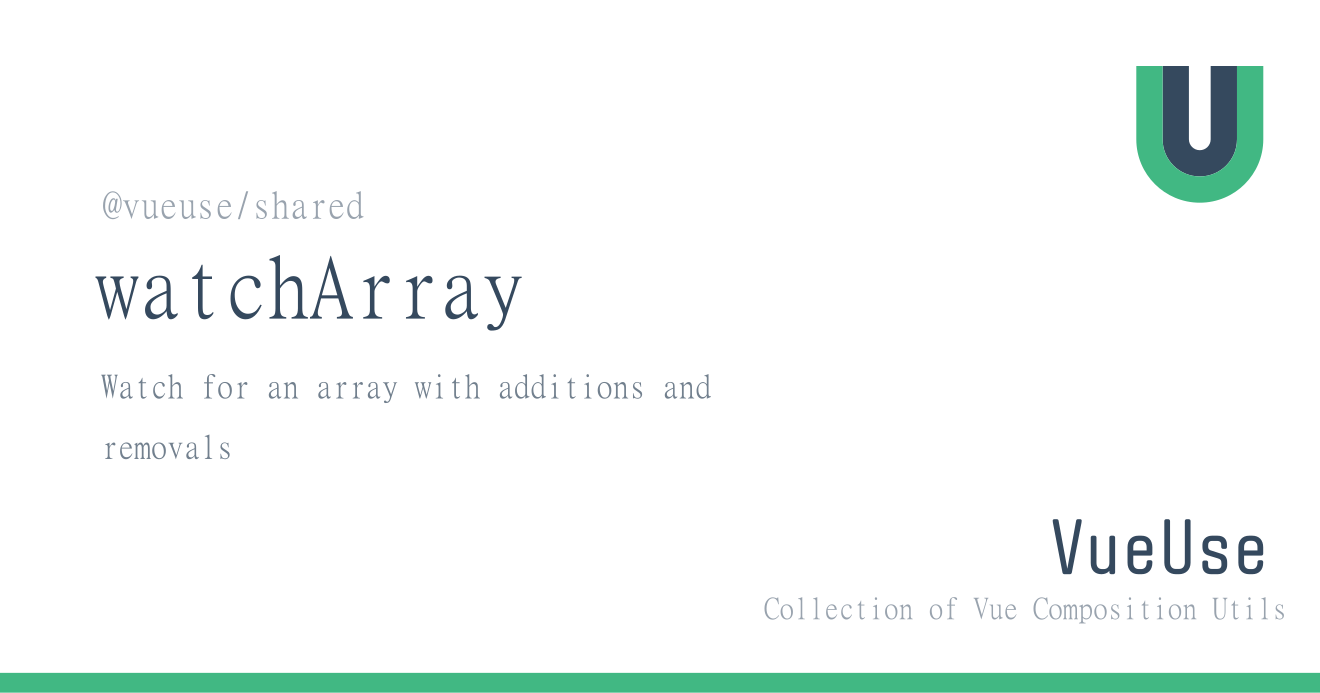 @vueuse/shared
watchArray
Watch for an array with additions and
removals
VueUse
Collection of Vue Composition Utils